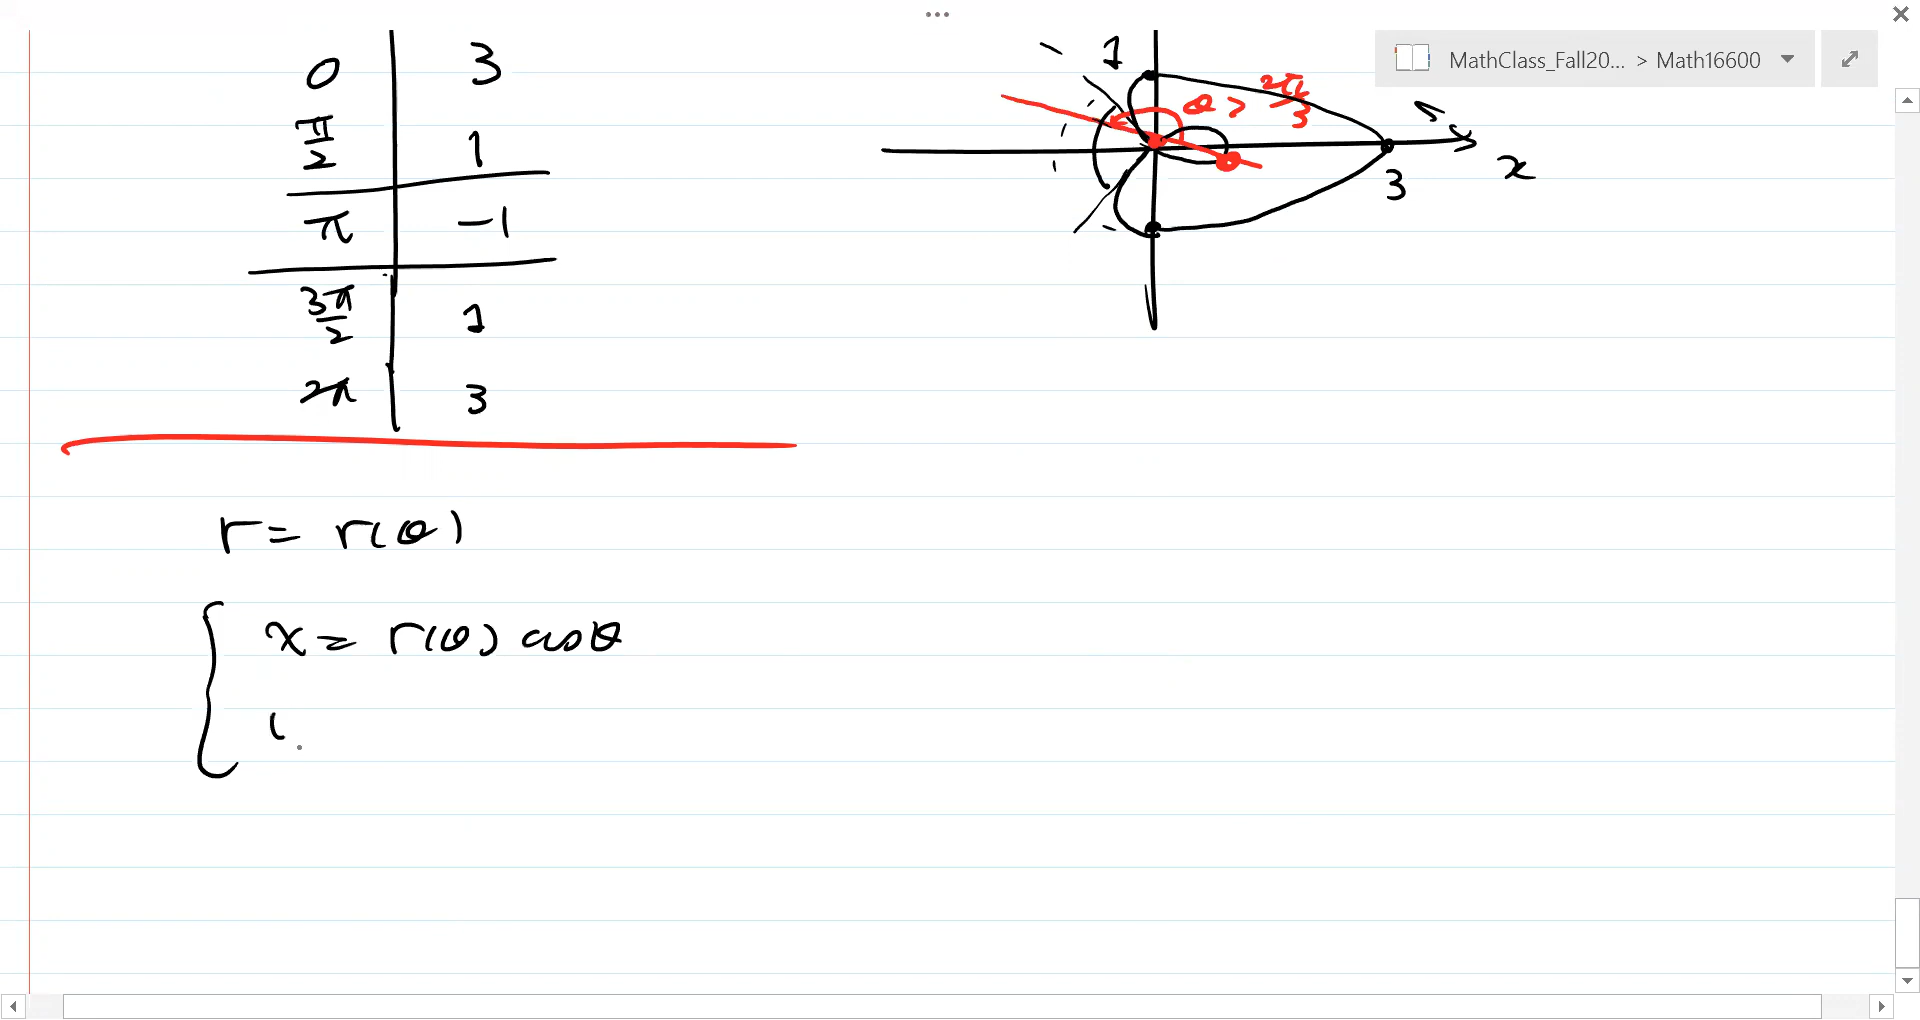 MathClass_Fall20... > Math16600
0 3
π/2 1
π -1
3π/2 1
2π 3
1
θ > 2π/3
3
x
r = r(θ)
x = r(θ) cosθ